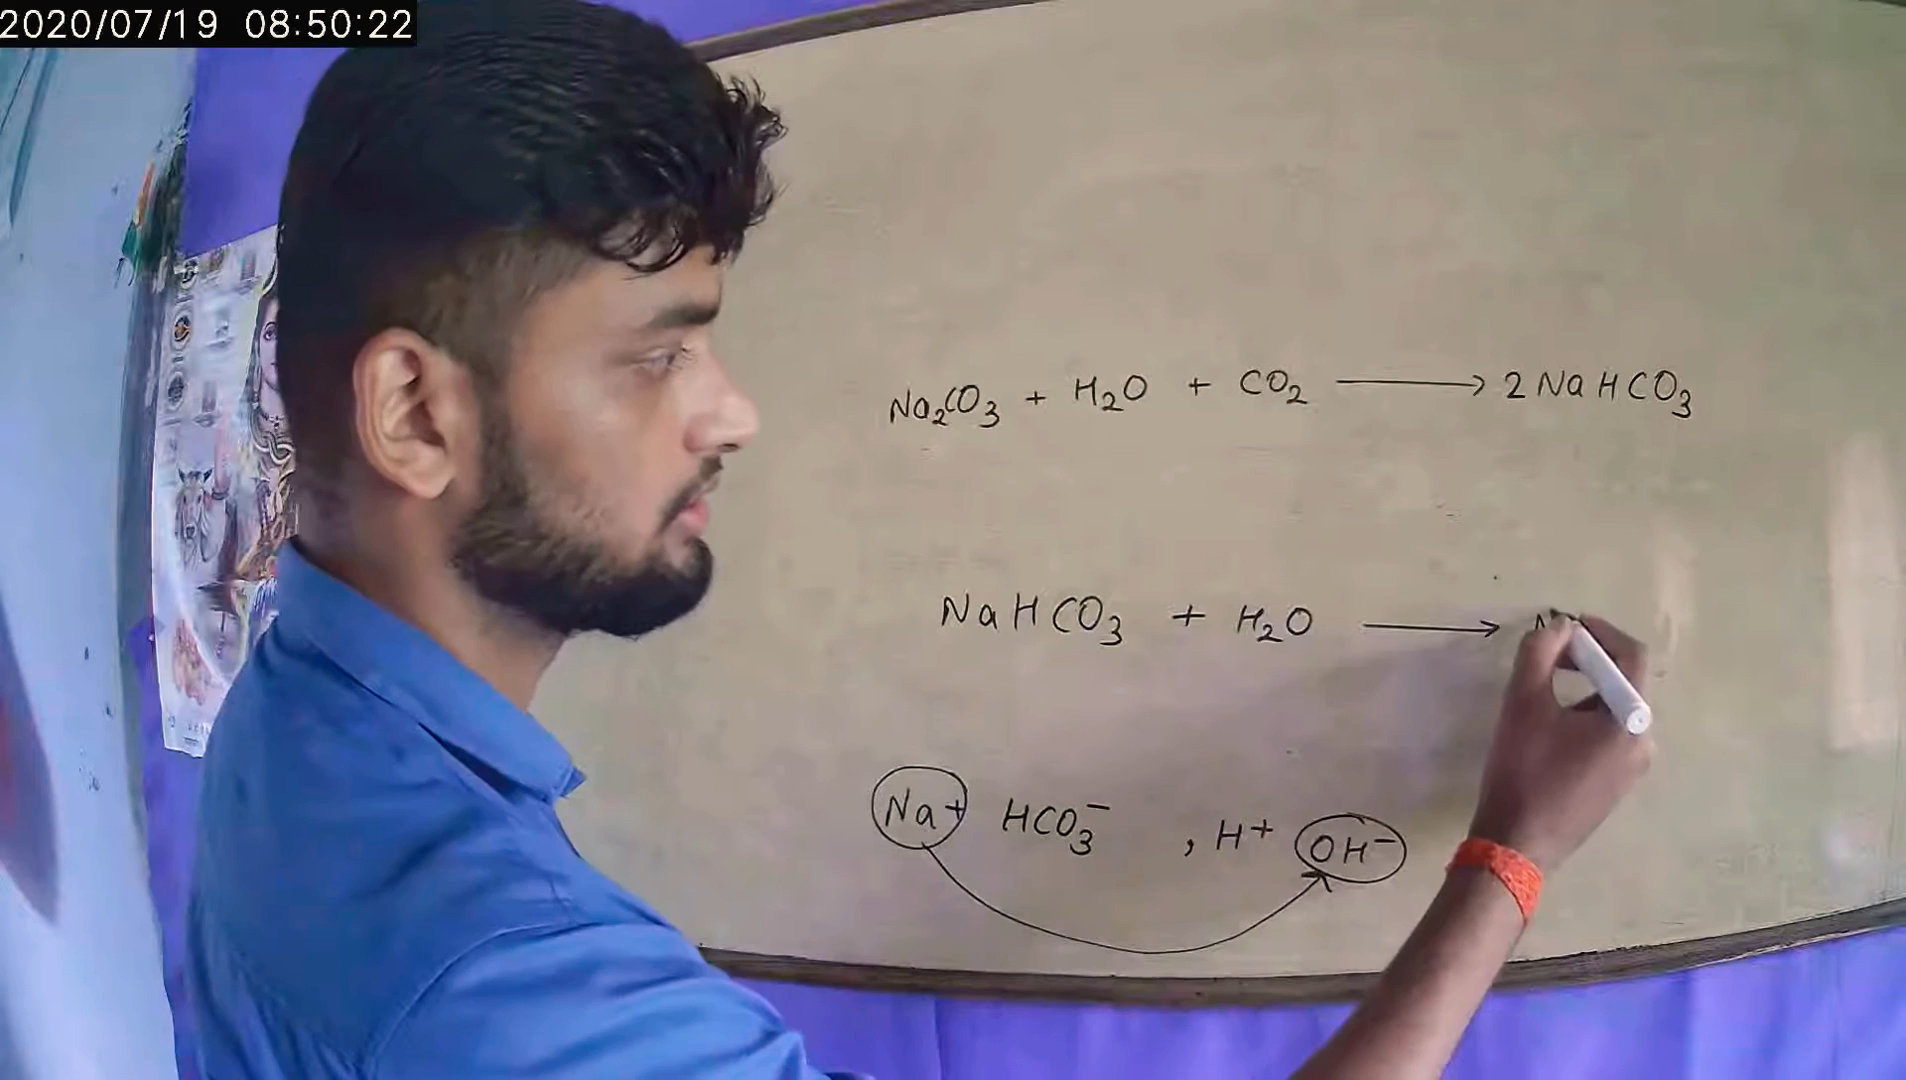 2020/07/19 08:50:22
Na₂CO₃ + H₂O + CO₂ ⟶ 2NaHCO₃
NaHCO₃ + H₂O ⟶ N
Na+ HCO₃⁻ , H+ OH⁻